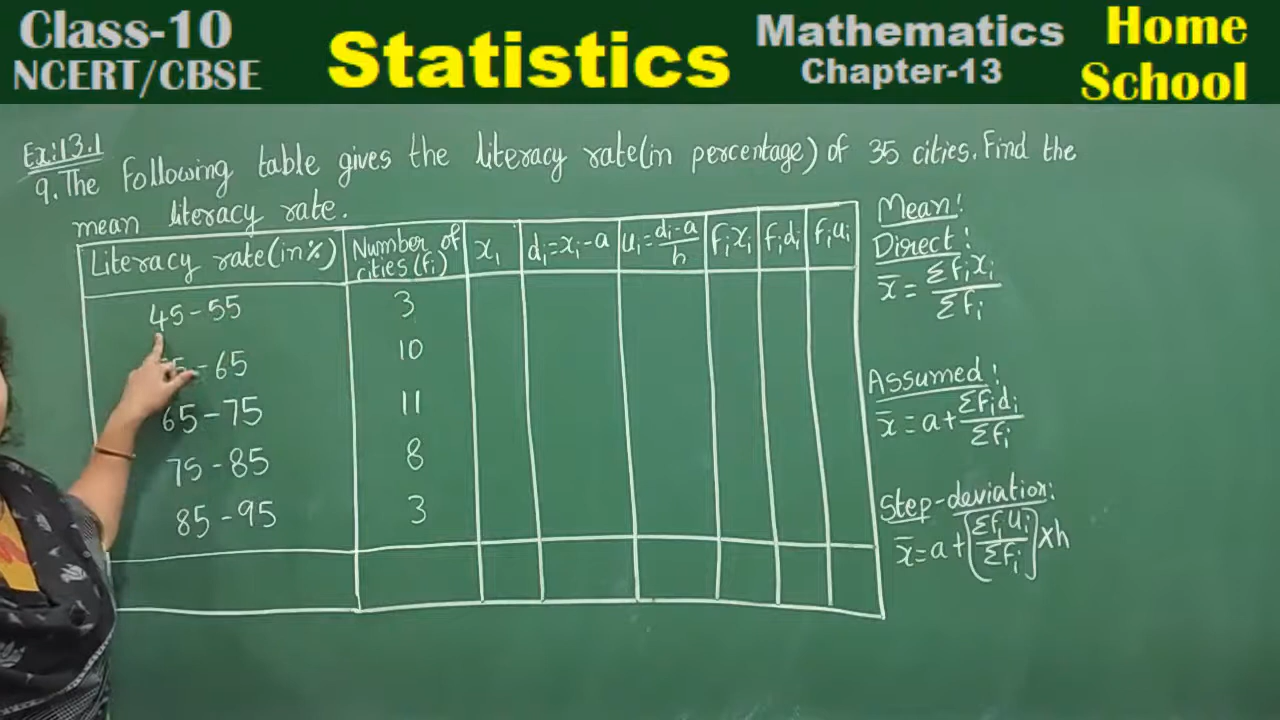 Class-10
NCERT/CBSE
Statistics
Mathematics
Chapter-13
Home
School
Ex:13.1
9. The following table gives the literacy rate(in percentage) of 35 cities. Find the
mean literacy rate.
Literacy rate(in%) Number of cities (fi) xi di=xi-a ui=di-a/h fixi fidi fiui
45-55 3
-65 10
65-75 11
75-85 8
85-95 3
Mean:
Direct:
x̄ = Σfixi/Σfi
Assumed:
x̄ = a+Σfidi/Σfi
Step-deviation:
x̄ = a+(Σfiui/Σfi)×h